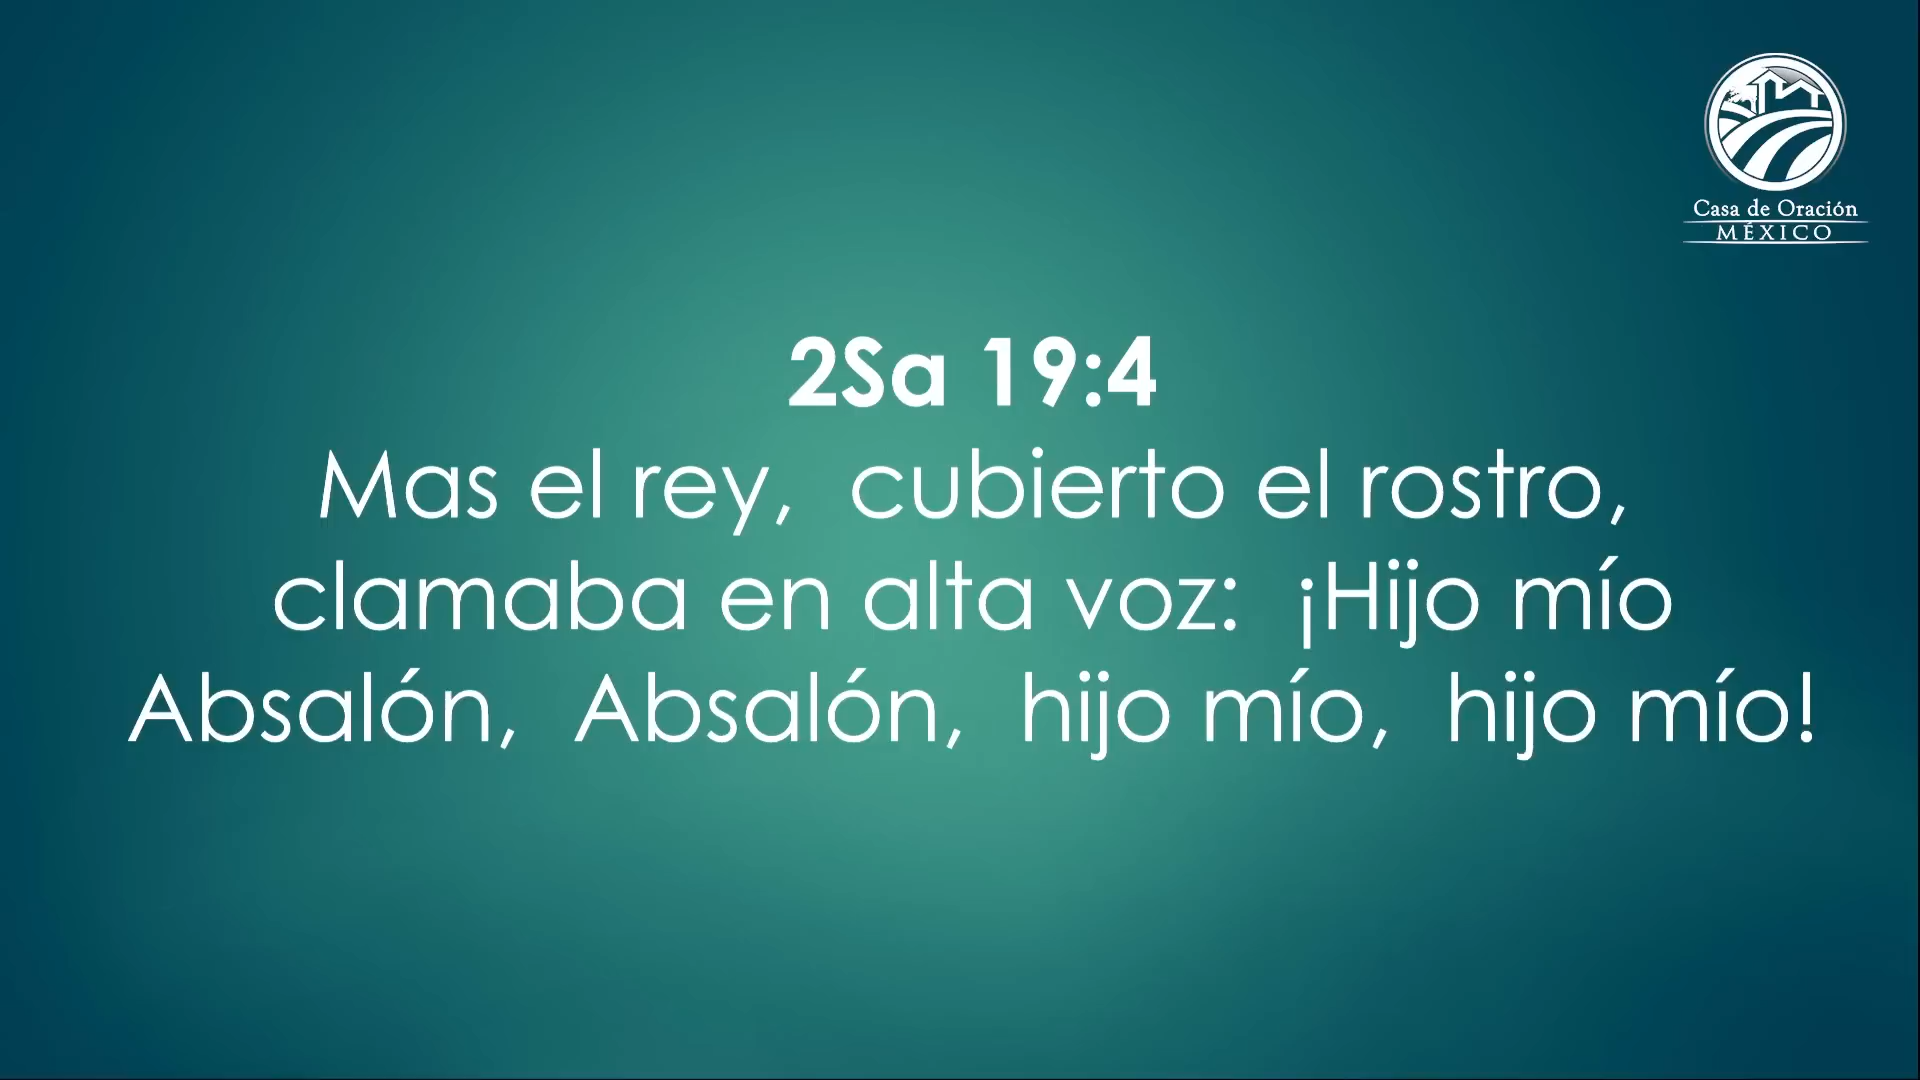 Casa de Oración
MÉXICO
2Sa 19:4
Mas el rey, cubierto el rostro,
clamaba en alta voz: ¡Hijo mío
Absalón, Absalón, hijo mío, hijo mío!